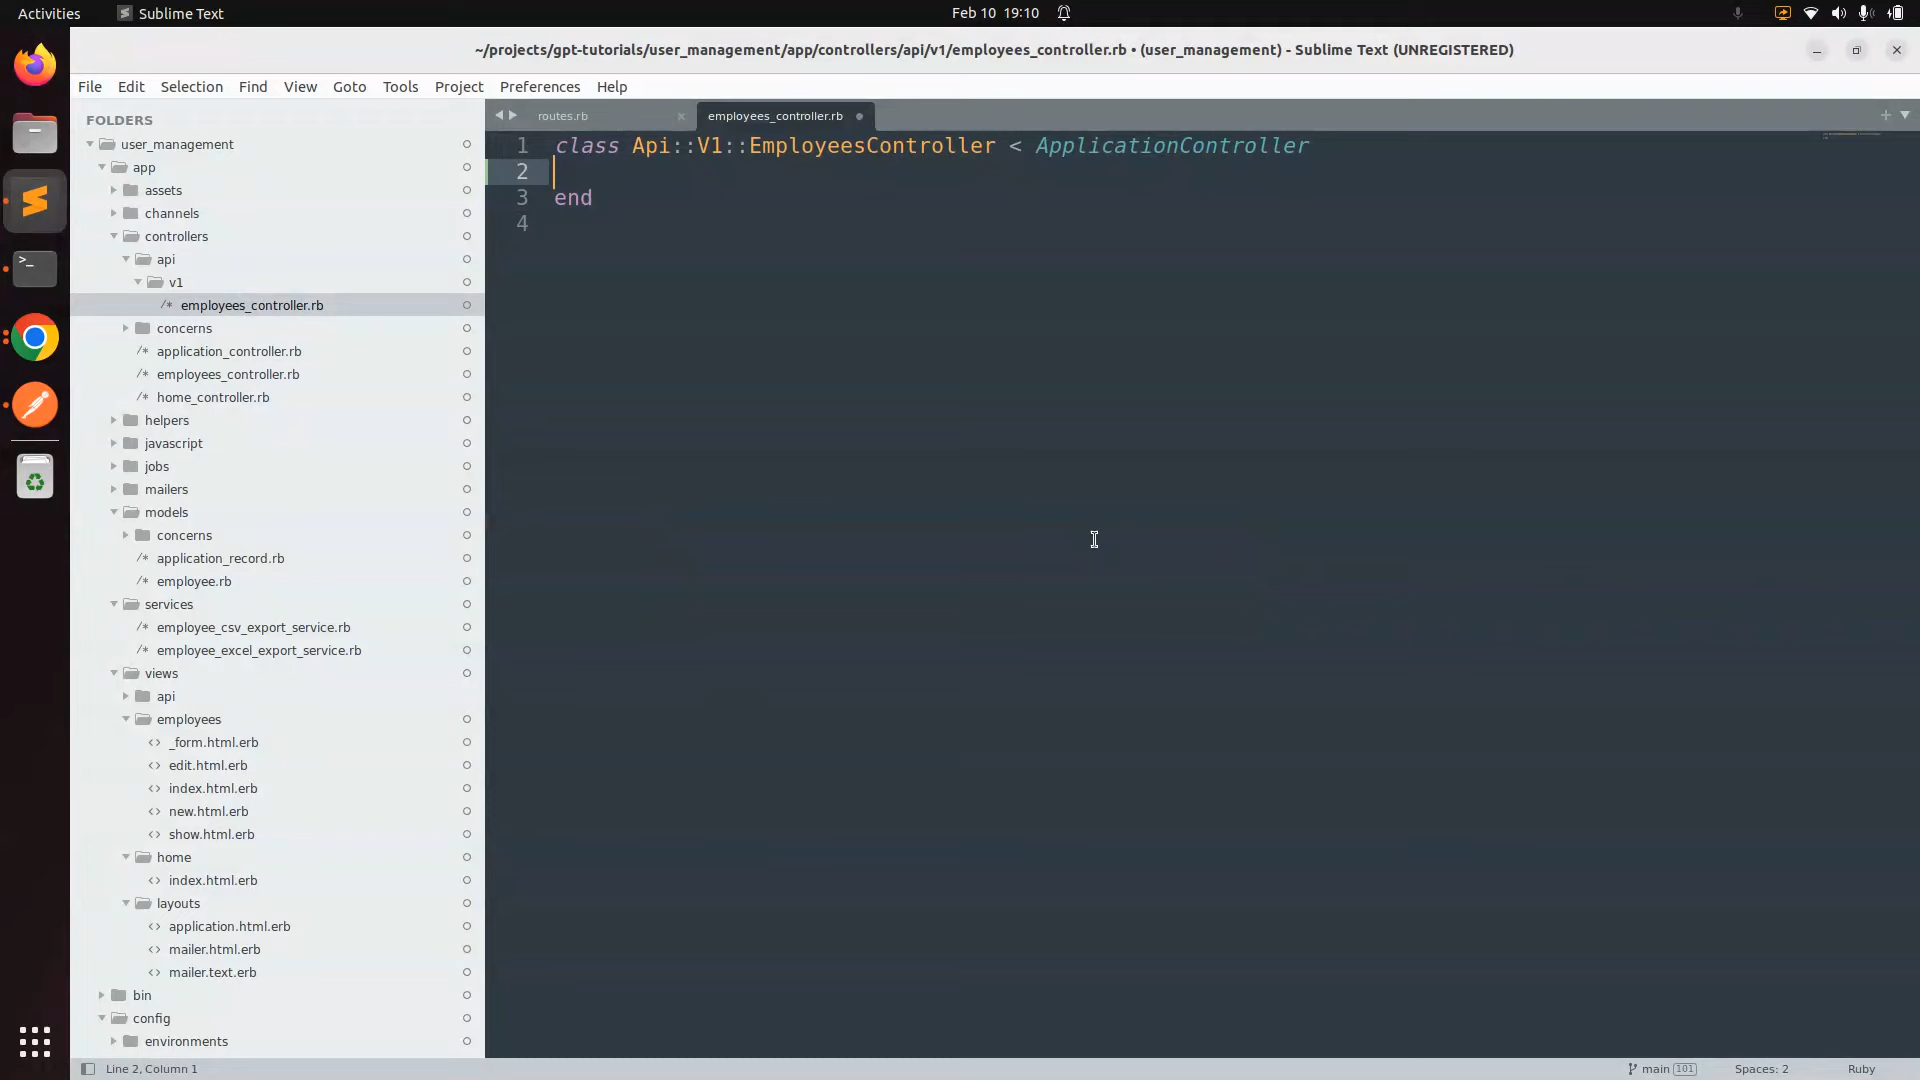 Activities
Sublime Text
Feb 10 19:10
~/projects/gpt-tutorials/user_management/app/controllers/api/v1/employees_controller.rb • (user_management) - Sublime Text (UNREGISTERED)
File Edit Selection Find View Goto Tools Project Preferences Help
FOLDERS
user_management
app
assets
channels
controllers
api
v1
/* employees_controller.rb
concerns
/* application_controller.rb
/* employees_controller.rb
/* home_controller.rb
helpers
javascript
jobs
mailers
models
concerns
/* application_record.rb
/* employee.rb
services
/* employee_csv_export_service.rb
/* employee_excel_export_service.rb
views
api
employees
<> _form.html.erb
<> edit.html.erb
<> index.html.erb
<> new.html.erb
<> show.html.erb
home
<> index.html.erb
layouts
<> application.html.erb
<> mailer.html.erb
<> mailer.text.erb
bin
config
environments
routes.rb
employees_controller.rb
1 class Api::V1::EmployeesController < ApplicationController
2
3 end
4
Line 2, Column 1
main 101
Spaces: 2
Ruby